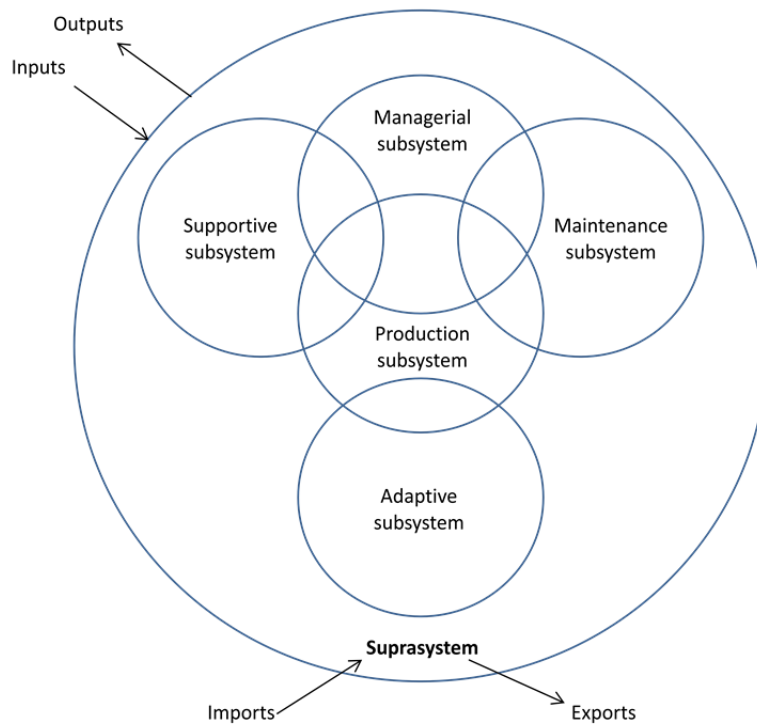 Outputs
Inputs
Managerial
subsystem
Supportive
subsystem
Maintenance
subsystem
Production
subsystem
Adaptive
subsystem
Suprasystem
Imports
Exports